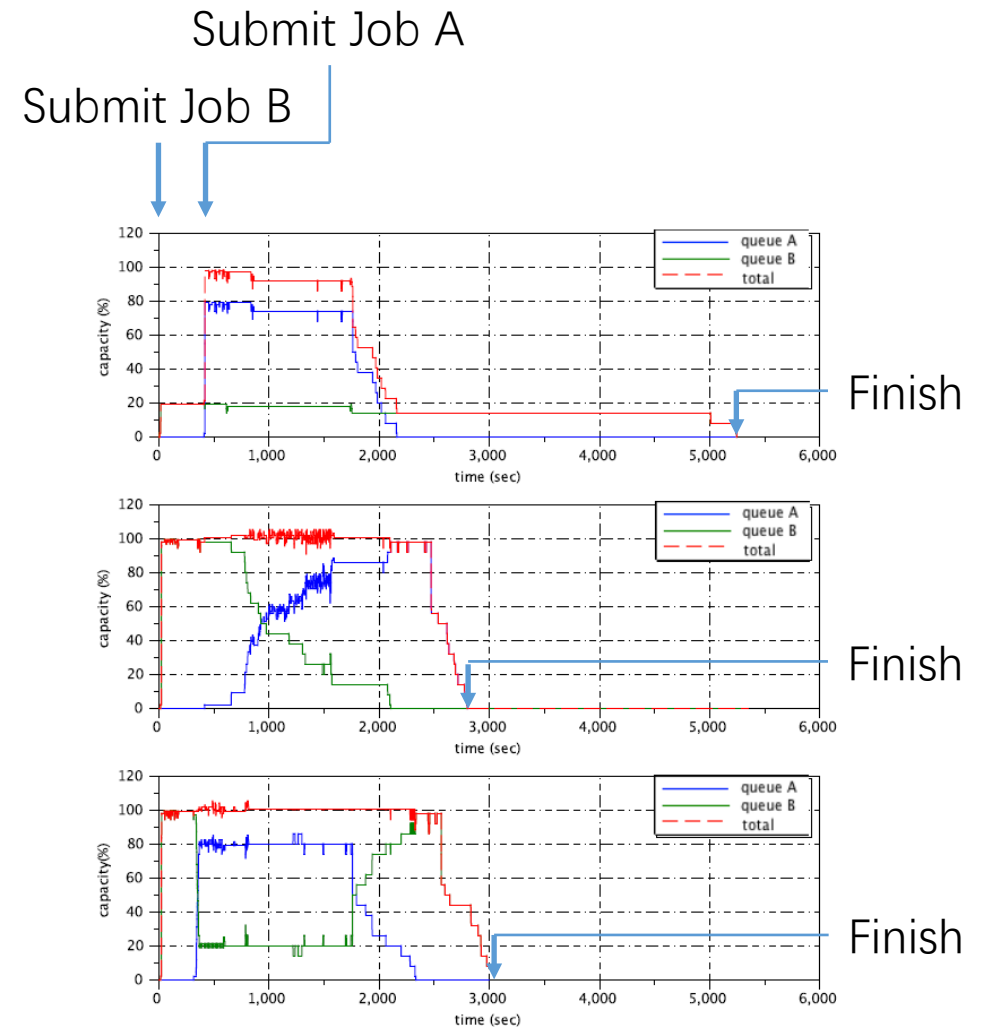 Submit Job A
Submit Job B
120
100
80
60
40
20
0
capacity (%)
queue A
queue B
total
0 1,000 2,000 3,000 4,000 5,000 6,000
time (sec)
Finish
120
100
80
60
40
20
0
capacity (%)
queue A
queue B
total
0 1,000 2,000 3,000 4,000 5,000 6,000
time (sec)
Finish
120
100
80
60
40
20
0
capacity(%)
queue A
queue B
total
0 1,000 2,000 3,000 4,000 5,000 6,000
time (sec)
Finish